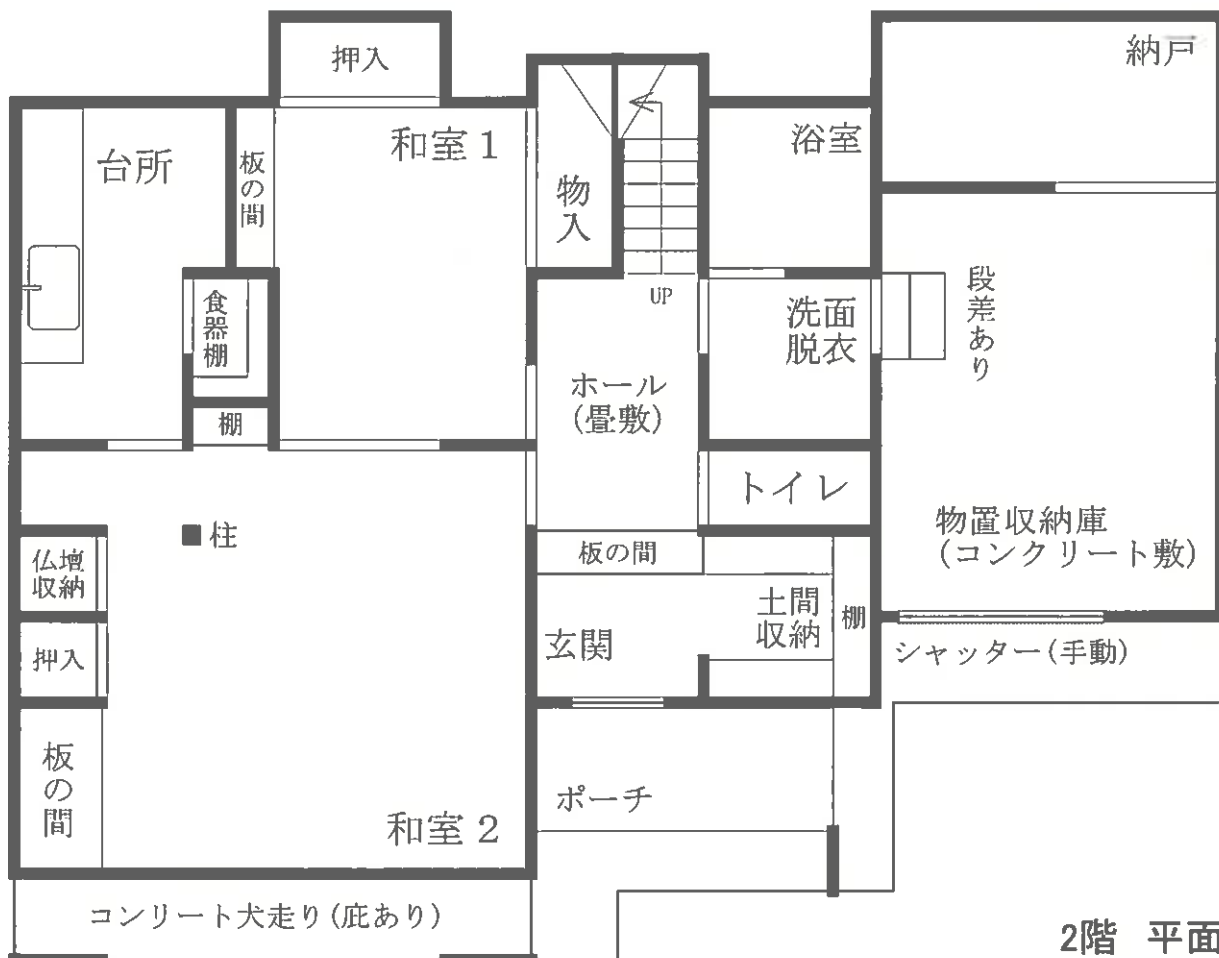 押入
納戸
台所
板の間
和室 1
物入
浴室
食器棚
UP
洗面
脱衣
段差あり
棚
ホール
(畳敷)
トイレ
柱
仏壇
収納
板の間
物置収納庫
(コンクリート敷)
押入
玄関
土間
収納
棚
シャッター(手動)
板の間
ポーチ
和室 2
コンリート犬走り(庇あり)
2階 平面